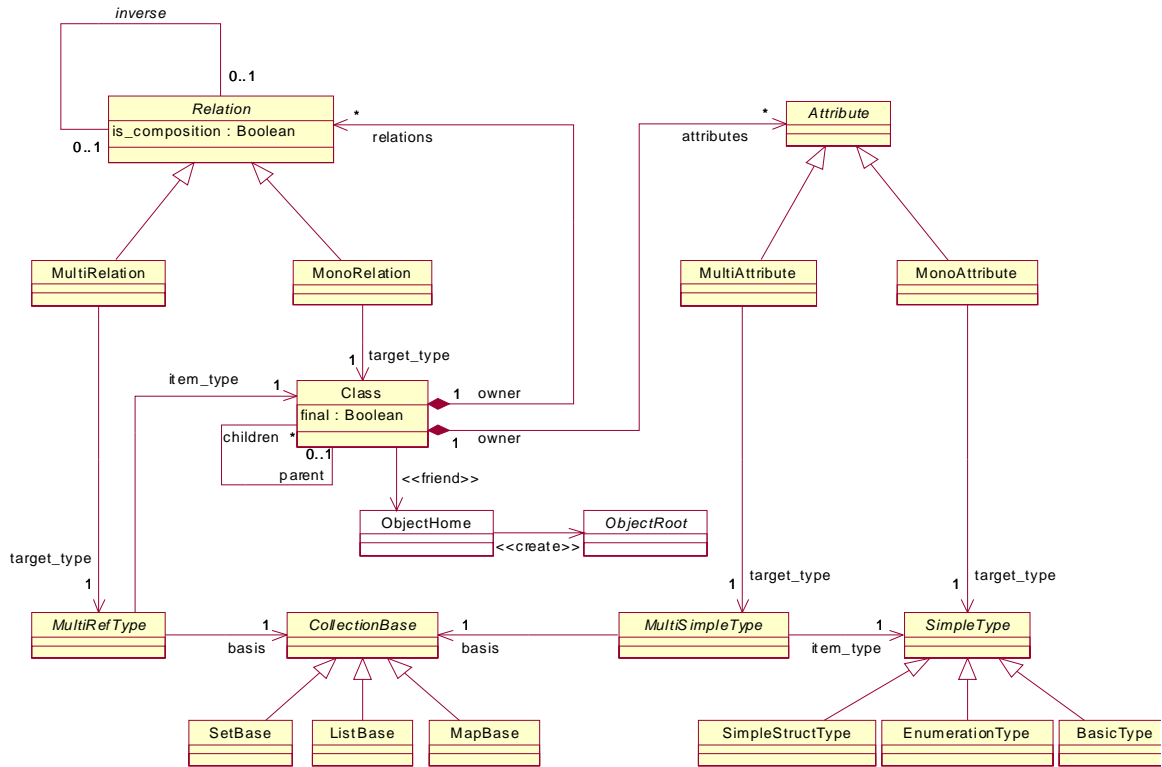 inverse
0..1
Relation
is_composition : Boolean
0..1
*
relations
*
attributes
Attribute
MultiRelation
MonoRelation
MultiAttribute
MonoAttribute
1
target_type
item_type
1
Class
final : Boolean
1
owner
1
owner
children
*
0..1
parent
<<friend>>
ObjectHome
ObjectRoot
<<create>>
target_type
1
1
target_type
1
target_type
MultiRefType
1
basis
CollectionBase
1
basis
MultiSimpleType
1
item_type
SimpleType
SetBase
ListBase
MapBase
SimpleStructType
EnumerationType
BasicType